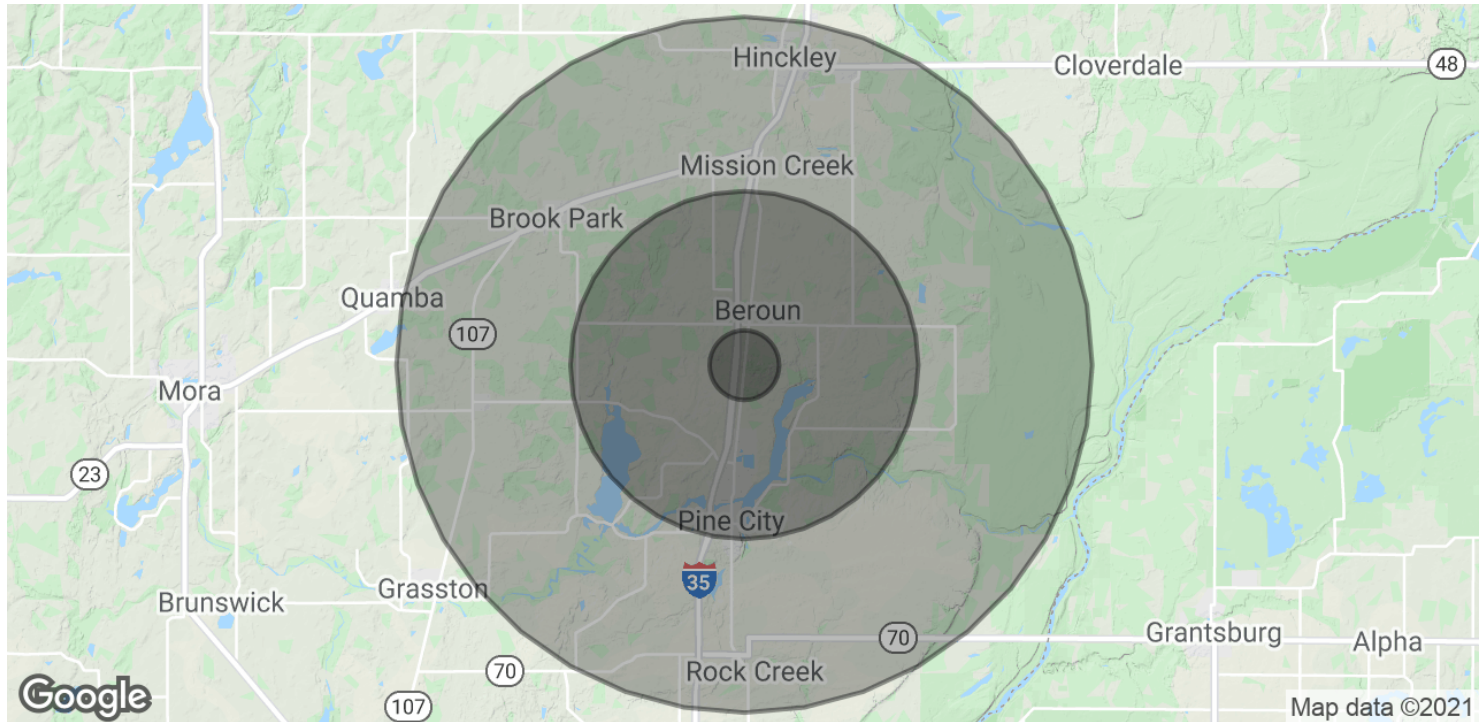 Hinckley
Cloverdale
48
Mission Creek
Brook Park
Quamba
Beroun
107
Mora
23
Pine City
35
Grasston
Brunswick
70
Grantsburg
Alpha
70
Rock Creek
107
Google
Map data ©2021